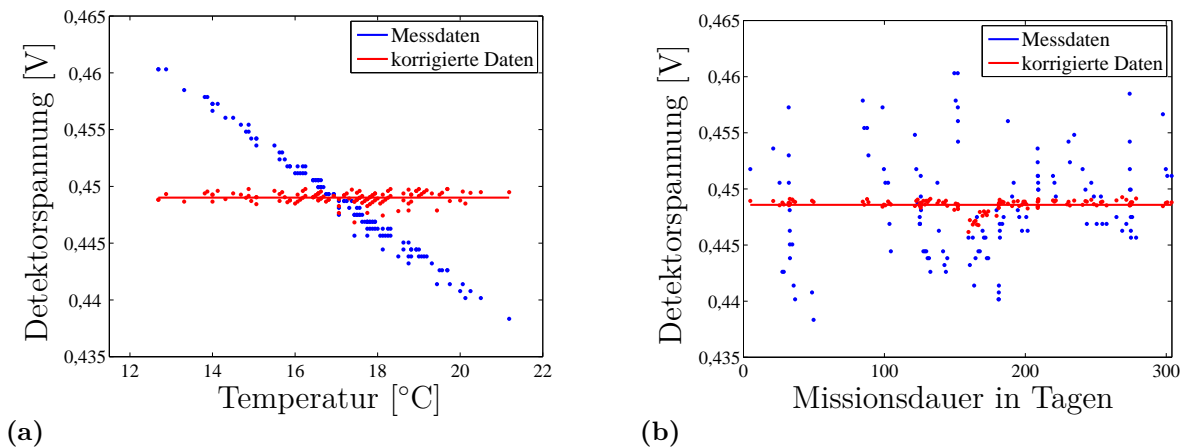 0,465
0,46
0,455
0,45
0,445
0,44
0,435
Detektorspannung [V]
Messdaten
korrigierte Daten
12 14 16 18 20 22
Temperatur [°C]
(a)
0,465
0,46
0,455
0,45
0,445
0,44
0,435
Detektorspannung [V]
Messdaten
korrigierte Daten
0 100 200 300
Missionsdauer in Tagen
(b)